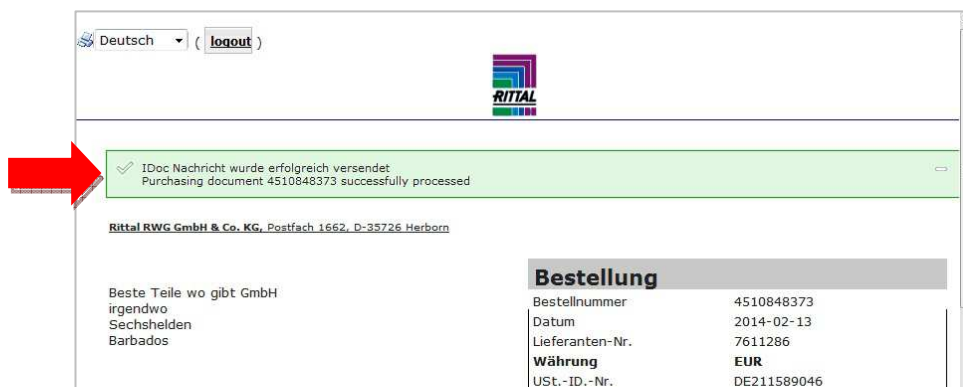 Deutsch ( logout )
RITTAL
IDoc Nachricht wurde erfolgreich versendet
Purchasing document 4510848373 successfully processed
Rittal RWG GmbH & Co. KG, Postfach 1662, D-35726 Herborn
Beste Teile wo gibt GmbH
irgendwo
Sechshelden
Barbados
Bestellung
Bestellnummer 4510848373
Datum 2014-02-13
Lieferanten-Nr. 7611286
Währung EUR
USt.-ID.-Nr. DE211589046